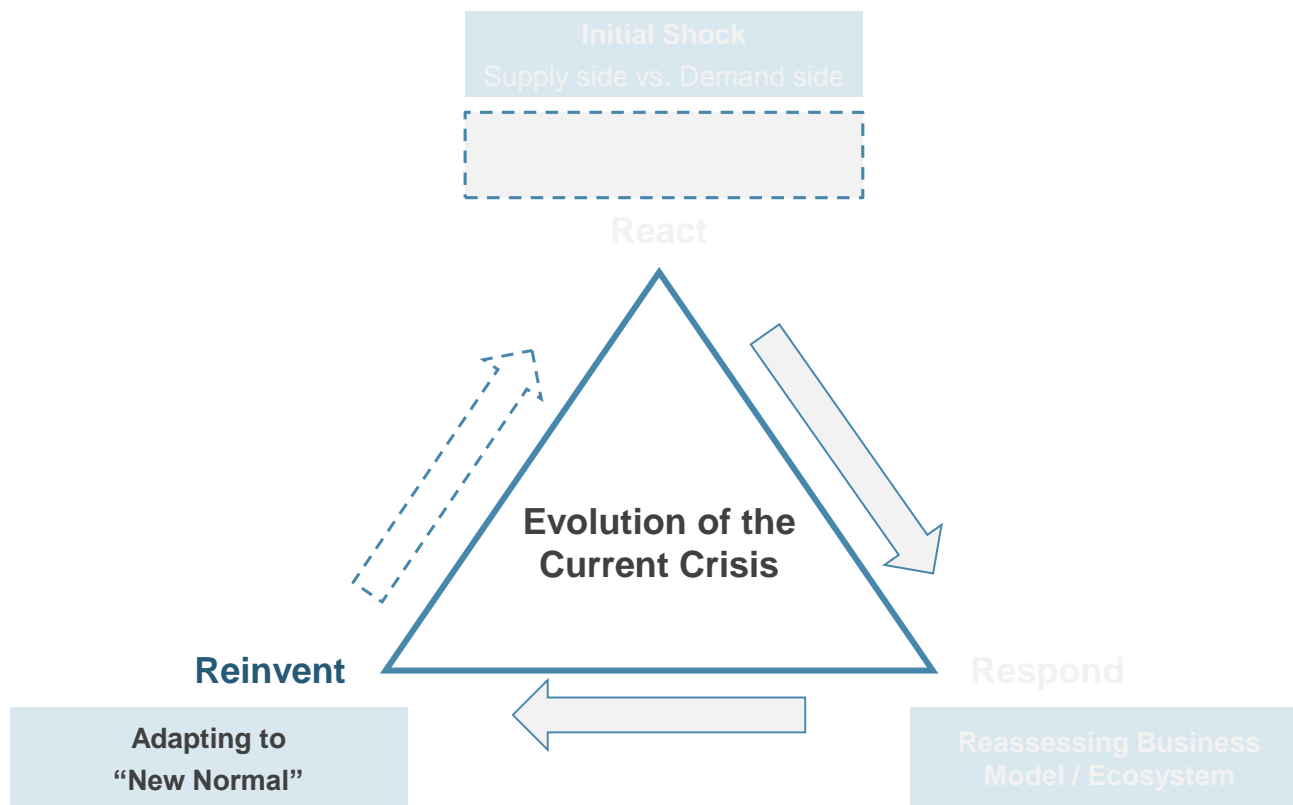 Initial Shock
Supply side vs. Demand side
React
Evolution of the
Current Crisis
Reinvent
Respond
Adapting to
“New Normal”
Reassessing Business
Model / Ecosystem